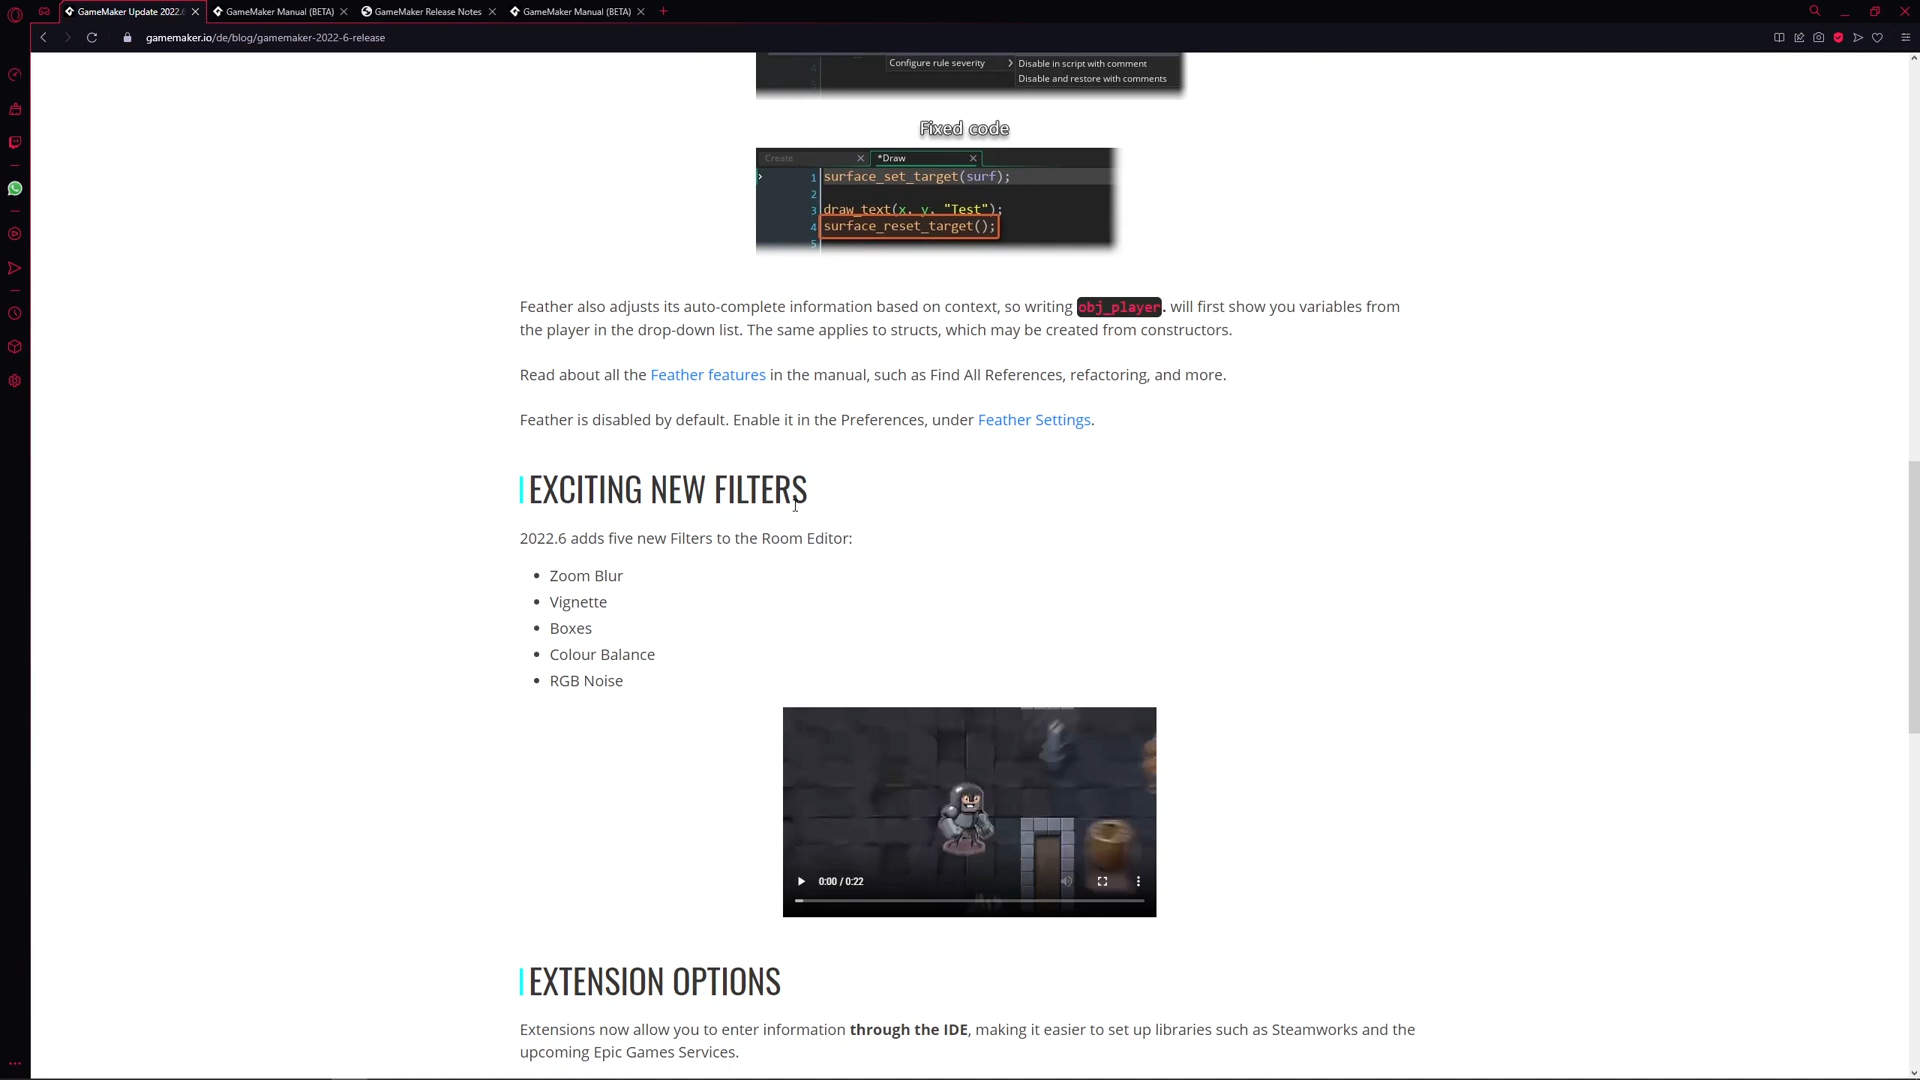 GameMaker Update 2022.
GameMaker Manual (BETA)
GameMaker Release Notes
GameMaker Manual (BETA)
gamemaker.io/de/blog/gamemaker-2022-6-release
4
Configure rule severity
Disable in script with comment
5
Disable and restore with comments
Fixed code
Create
*Draw
1 surface_set_target(surf);
2
3 draw_text(x, y, "Test");
4 surface_reset_target();
5
Feather also adjusts its auto-complete information based on context, so writing obj_player. will first show you variables from
the player in the drop-down list. The same applies to structs, which may be created from constructors.
Read about all the Feather features in the manual, such as Find All References, refactoring, and more.
Feather is disabled by default. Enable it in the Preferences, under Feather Settings.
EXCITING NEW FILTERS
2022.6 adds five new Filters to the Room Editor:
• Zoom Blur
• Vignette
• Boxes
• Colour Balance
• RGB Noise
0:00 / 0:22
EXTENSION OPTIONS
Extensions now allow you to enter information through the IDE, making it easier to set up libraries such as Steamworks and the
upcoming Epic Games Services.